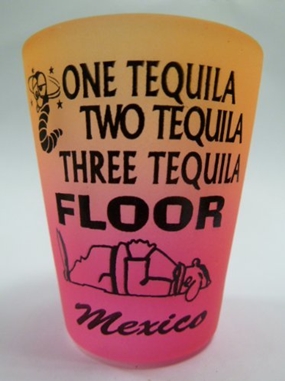 ONE TEQUILA
TWO TEQUILA
THREE TEQUILA
FLOOR
Mexico